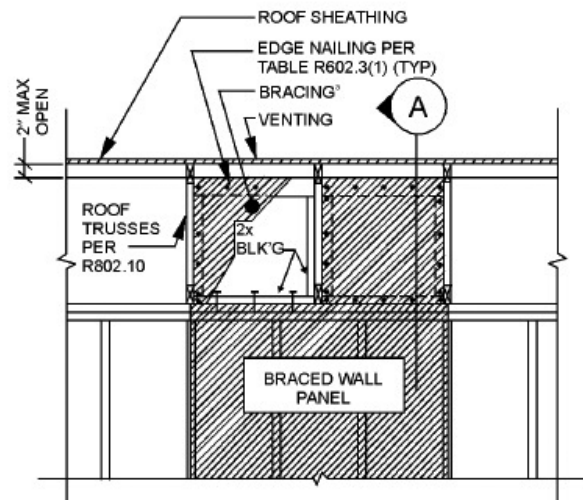 ROOF SHEATHING
EDGE NAILING PER
TABLE R602.3(1) (TYP)
BRACINGᵃ
VENTING
A
2" MAX
OPEN
ROOF
TRUSSES
PER
R802.10
2x
BLK'G
BRACED WALL
PANEL